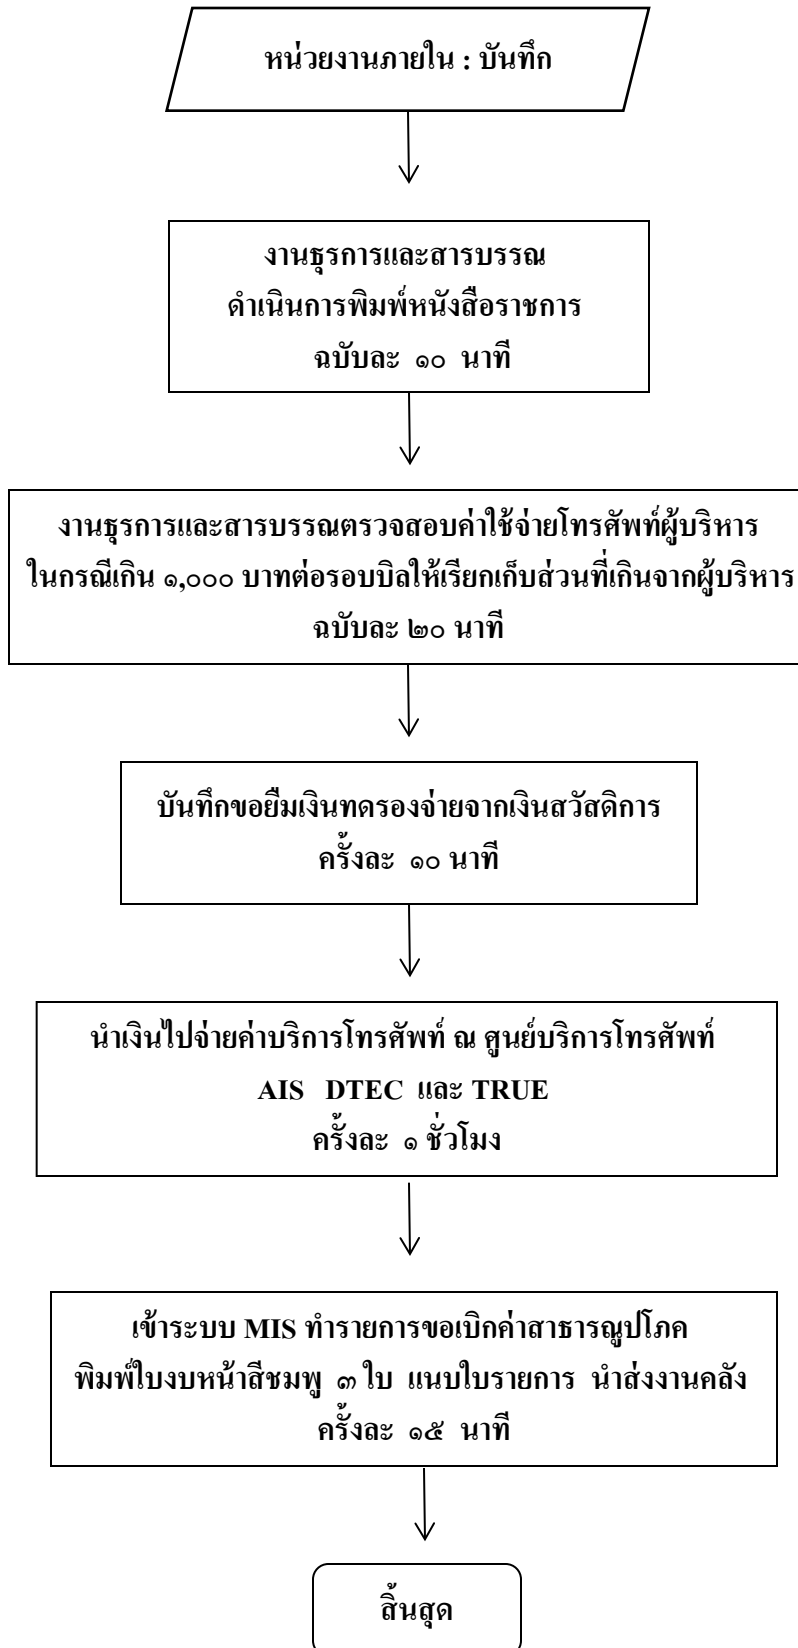 หน่วยงานภายใน : บันทึก
งานธุรการและสารบรรณ
ดำเนินการพิมพ์หนังสือราชการ
ฉบับละ ๑๐ นาที
งานธุรการและสารบรรณตรวจสอบค่าใช้จ่ายโทรศัพท์ผู้บริหาร
ในกรณีเกิน ๑,๐๐๐ บาทต่อรอบบิลให้เรียกเก็บส่วนที่เกินจากผู้บริหาร
ฉบับละ ๒๐ นาที
บันทึกขอยืมเงินทดรองจ่ายจากเงินสวัสดิการ
ครั้งละ ๑๐ นาที
นำเงินไปจ่ายค่าบริการโทรศัพท์ ณ ศูนย์บริการโทรศัพท์
AIS DTEC และ TRUE
ครั้งละ ๑ ชั่วโมง
เข้าระบบ MIS ทำรายการขอเบิกค่าสาธารณูปโภค
พิมพ์ใบงบหน้าสีชมพู ๓ ใบ แนบใบรายการ นำส่งงานคลัง
ครั้งละ ๑๕ นาที
สิ้นสุด